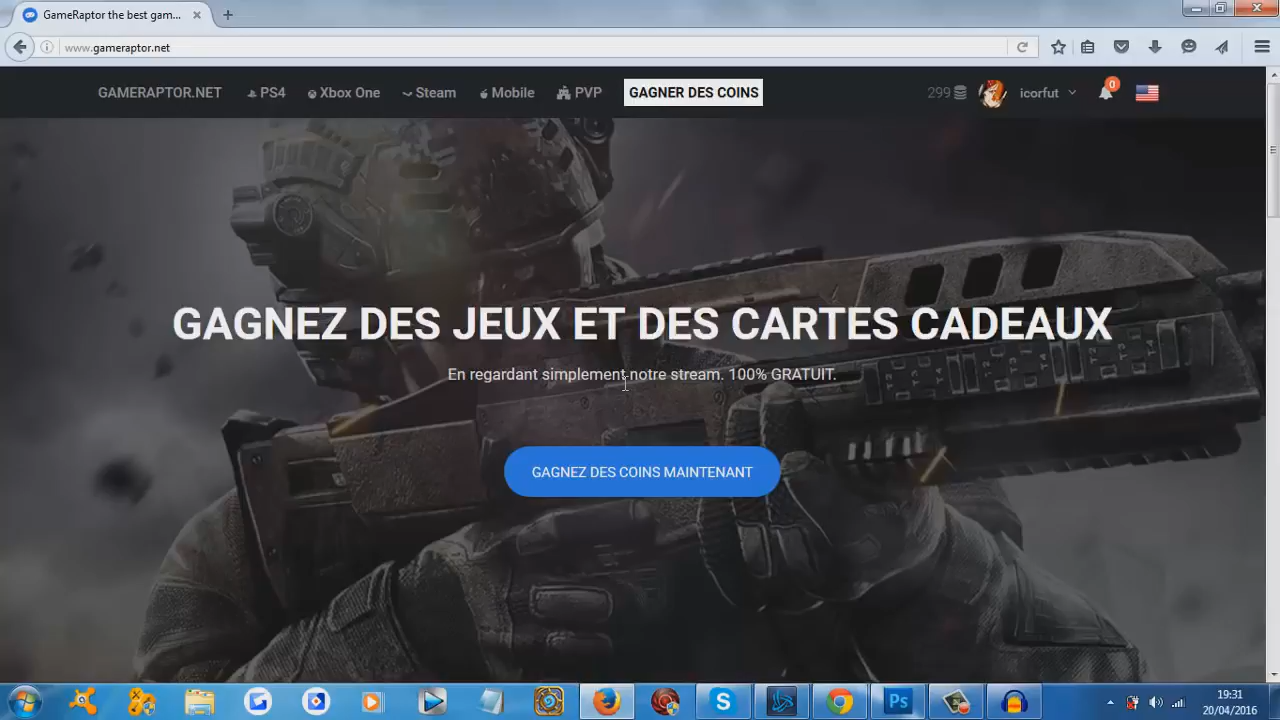 GameRaptor the best gam...
www.gameraptor.net
GAMERAPTOR.NET PS4 Xbox One Steam Mobile PVP GAGNER DES COINS 299 icorfut 0
GAGNEZ DES JEUX ET DES CARTES CADEAUX
En regardant simplement notre stream. 100% GRATUIT.
GAGNEZ DES COINS MAINTENANT
19:31
20/04/2016